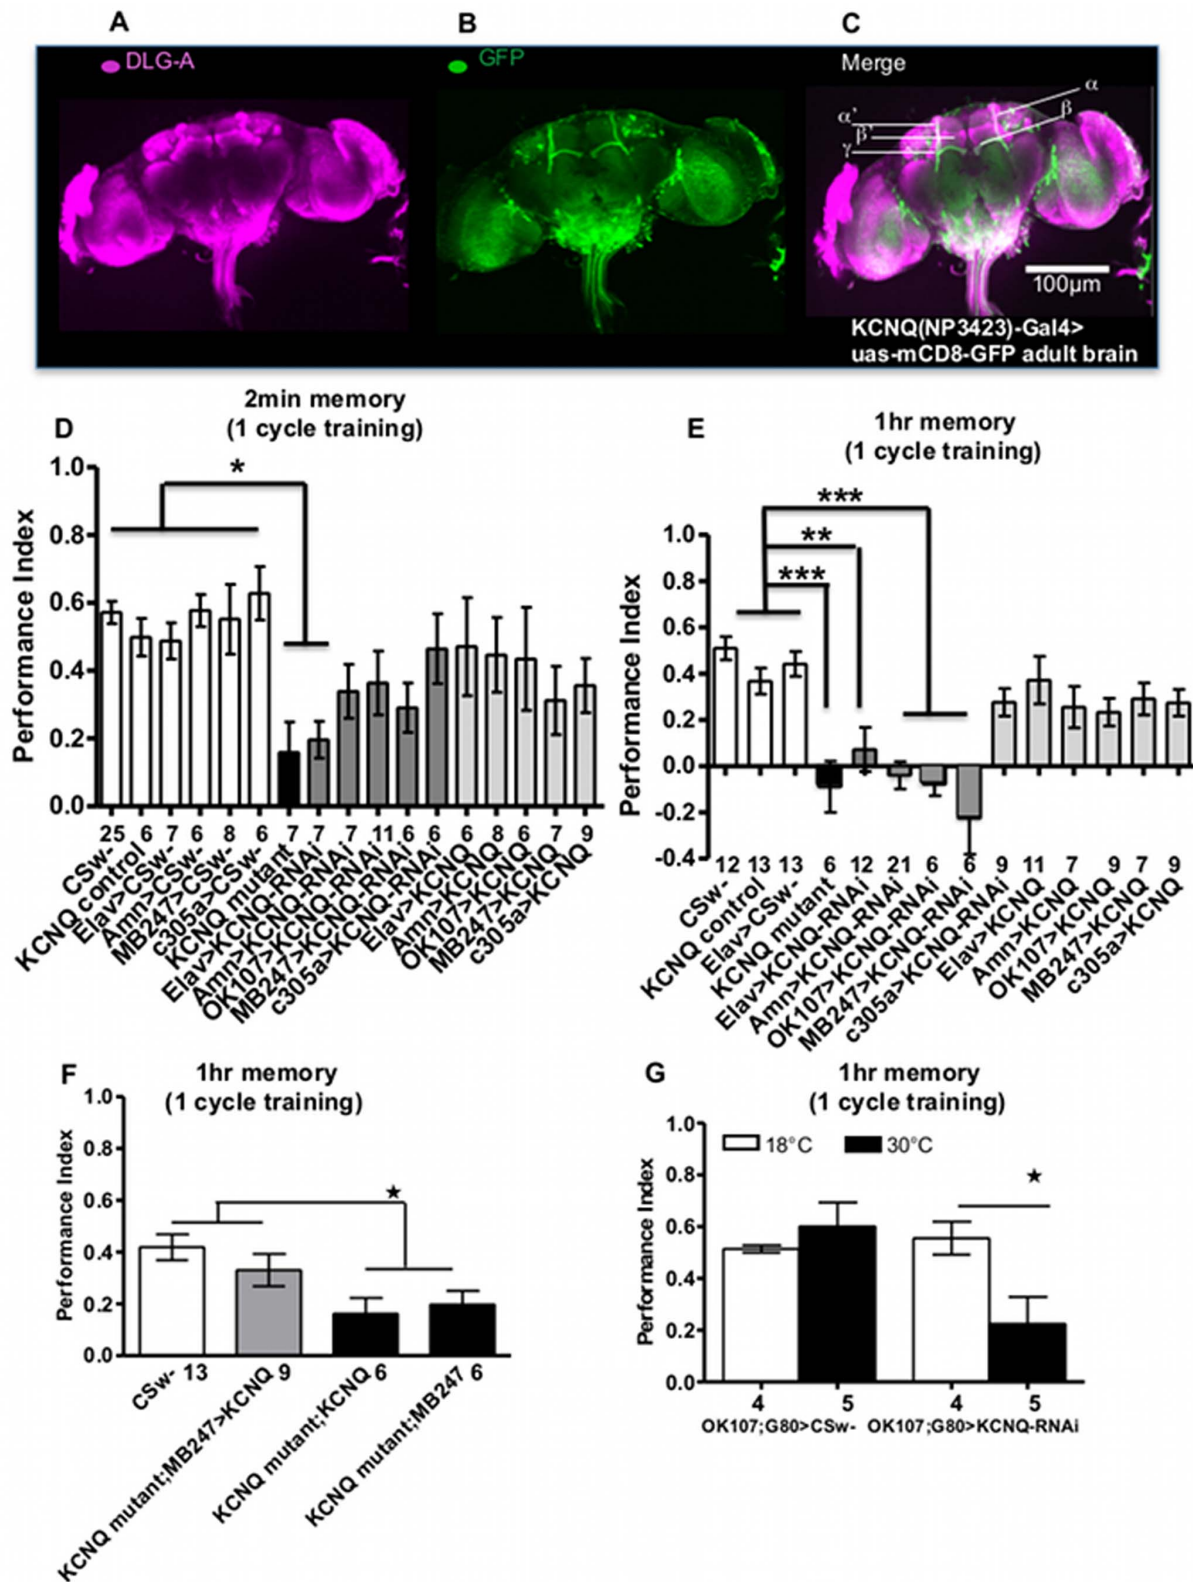 A
B
C
DLG-A
GFP
Merge
α
α'
β
β'
γ
100µm
KCNQ(NP3423)-Gal4>
uas-mCD8-GFP adult brain
D
2min memory
(1 cycle training)
*
Performance Index
1.0
0.8
0.6
0.4
0.2
0.0
25 6 7 6 8 6 7 7 7 11 6 6 6 8 6 7 9
CSw-
KCNQ control
Elav>CSw-
Amn>CSw-
MB247>CSw-
c305a>CSw-
KCNQ mutant
Elav>KCNQ-RNAi
Amn>KCNQ-RNAi
OK107>KCNQ-RNAi
MB247>KCNQ-RNAi
c305a>KCNQ-RNAi
Elav>KCNQ
Amn>KCNQ
OK107>KCNQ
MB247>KCNQ
c305a>KCNQ
E
1hr memory
(1 cycle training)
***
**
***
Performance Index
1.0
0.8
0.6
0.4
0.2
0.0
-0.2
-0.4
12 13 13 6 12 21 6 6 9 11 7 9 7 9
CSw-
KCNQ control
Elav>CSw-
KCNQ mutant
Elav>KCNQ-RNAi
Amn>KCNQ-RNAi
OK107>KCNQ-RNAi
MB247>KCNQ-RNAi
c305a>KCNQ-RNAi
Elav>KCNQ
Amn>KCNQ
OK107>KCNQ
MB247>KCNQ
c305a>KCNQ
F
1hr memory
(1 cycle training)
★
Performance Index
1.0
0.8
0.6
0.4
0.2
0.0
CSw- 13
KCNQ mutant;MB247>KCNQ 9
KCNQ mutant;KCNQ 6
KCNQ mutant;MB247 6
G
1hr memory
(1 cycle training)
18°C 30°C
★
Performance Index
1.0
0.8
0.6
0.4
0.2
0.0
4 5 4 5
OK107;G80>CSw- OK107;G80>KCNQ-RNAi